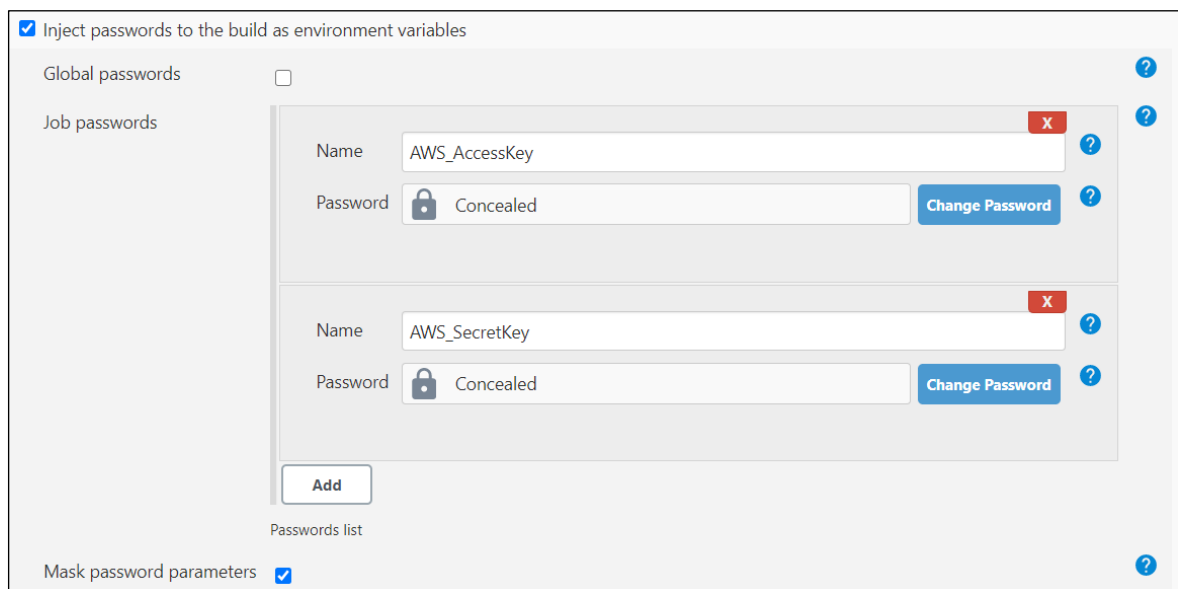 Inject passwords to the build as environment variables
Global passwords
?
Job passwords
X
?
Name
AWS_AccessKey
?
Password
Concealed
Change Password
?
X
Name
AWS_SecretKey
?
Password
Concealed
Change Password
?
Add
Passwords list
Mask password parameters
?